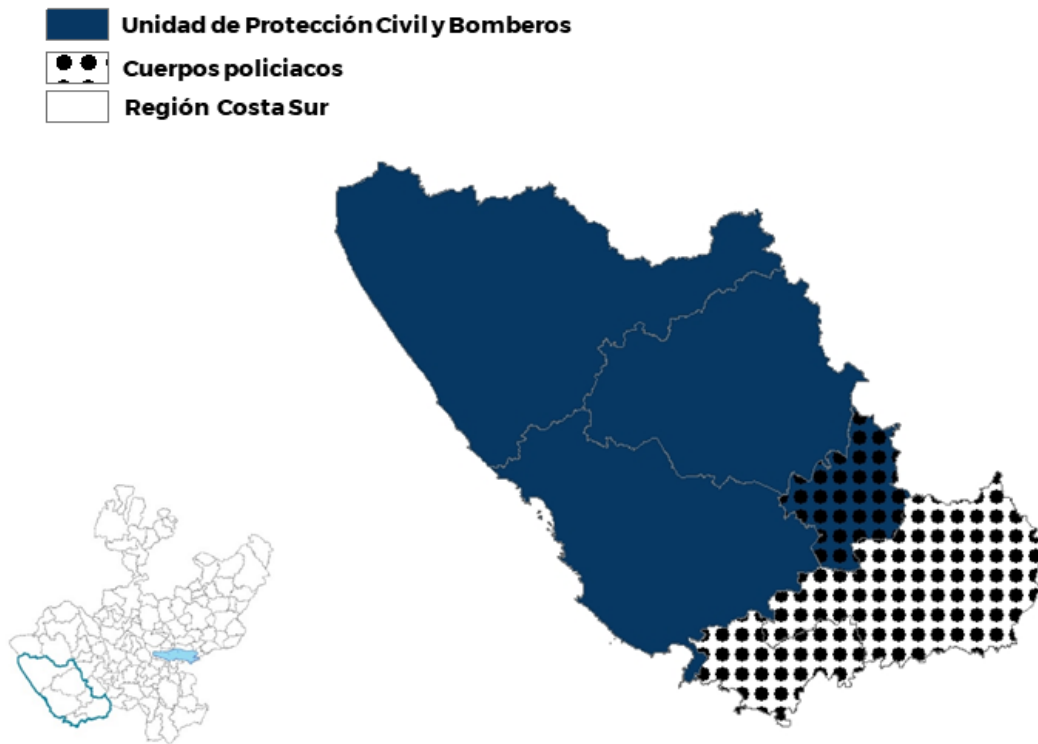 Unidad de Protección Civil y Bomberos
Cuerpos policiacos
Región Costa Sur